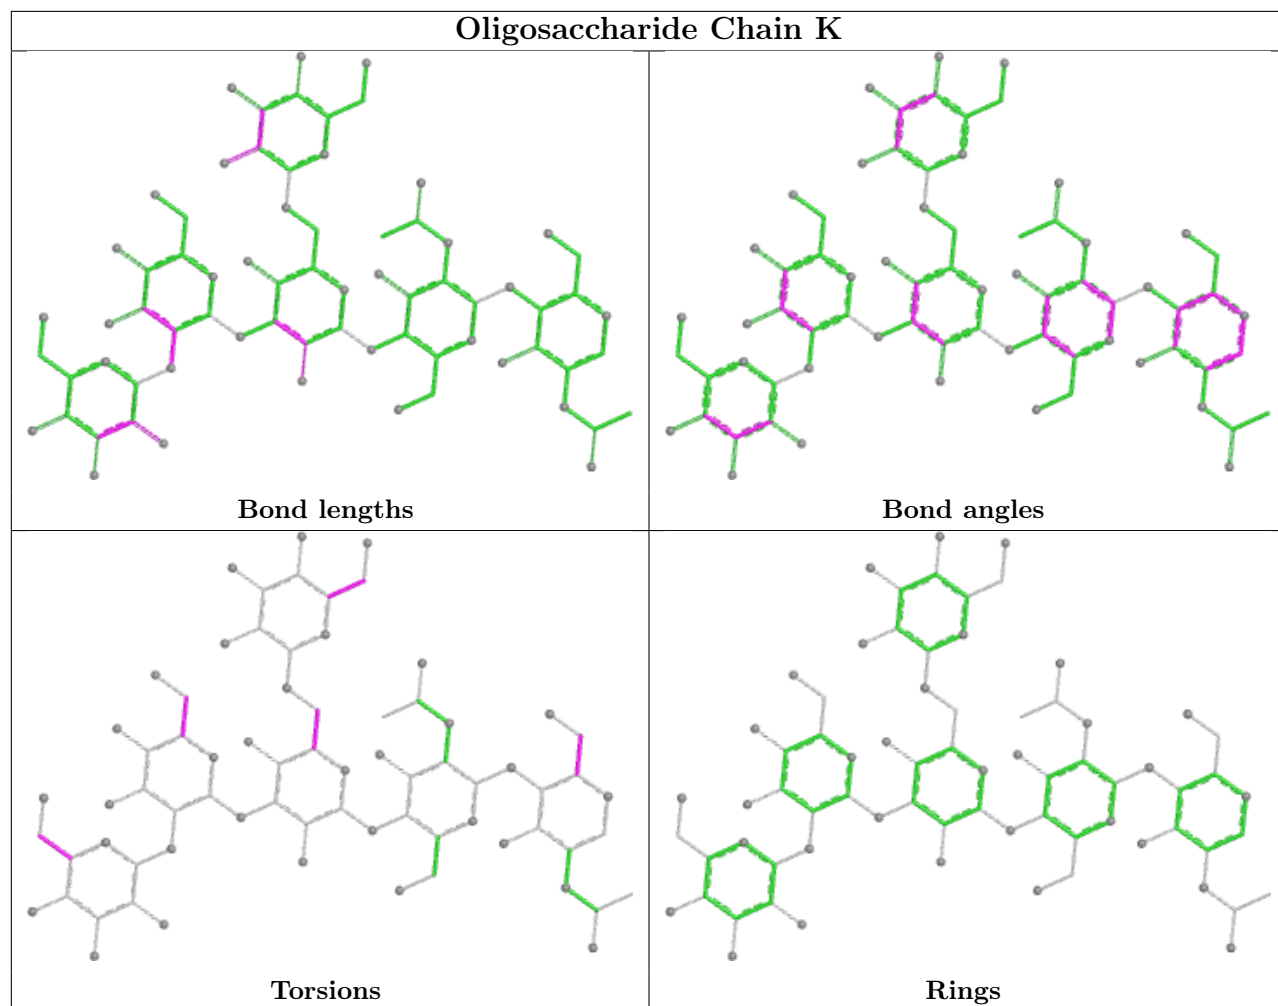 Oligosaccharide Chain K
Bond lengths
Bond angles
Torsions
Rings